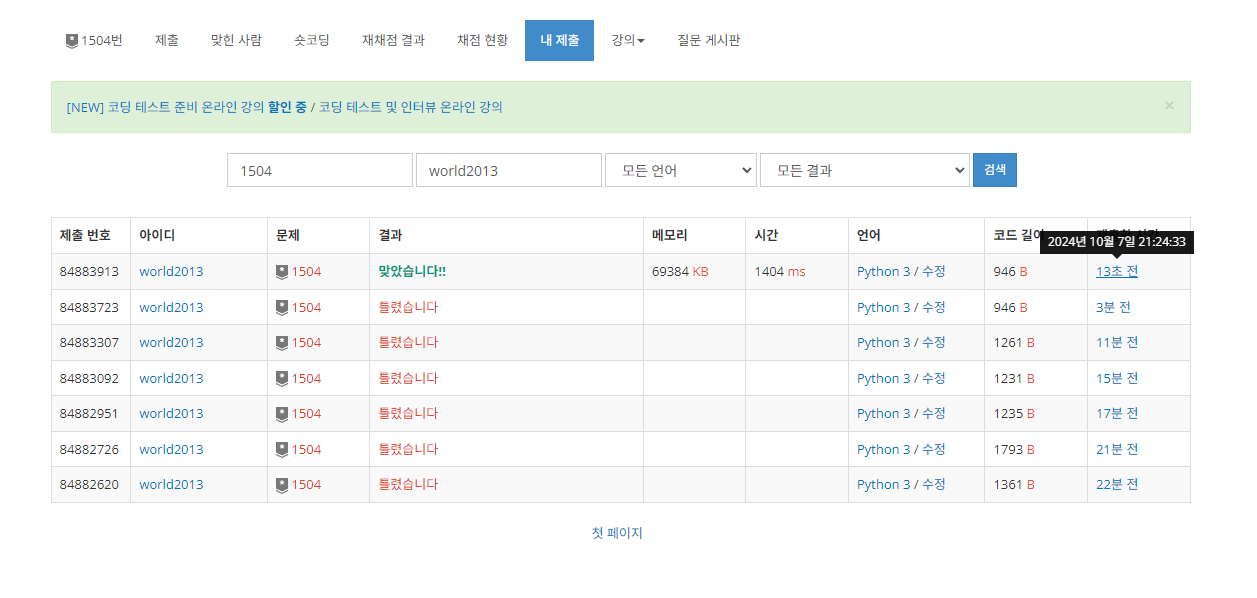 1504번 제출 맞힌 사람 숏코딩 재채점 결과 채점 현황 내 제출 강의 질문 게시판
[NEW] 코딩 테스트 준비 온라인 강의 할인 중 / 코딩 테스트 및 인터뷰 온라인 강의 ×
1504 world2013 모든 언어 모든 결과 검색
제출 번호 아이디 문제 결과 메모리 시간 언어 코드 길이
2024년 10월 7일 21:24:33
84883913 world2013 1504 맞았습니다!! 69384 KB 1404 ms Python 3 / 수정 946 B 13초 전
84883723 world2013 1504 틀렸습니다 Python 3 / 수정 946 B 3분 전
84883307 world2013 1504 틀렸습니다 Python 3 / 수정 1261 B 11분 전
84883092 world2013 1504 틀렸습니다 Python 3 / 수정 1231 B 15분 전
84882951 world2013 1504 틀렸습니다 Python 3 / 수정 1235 B 17분 전
84882726 world2013 1504 틀렸습니다 Python 3 / 수정 1793 B 21분 전
84882620 world2013 1504 틀렸습니다 Python 3 / 수정 1361 B 22분 전
첫 페이지